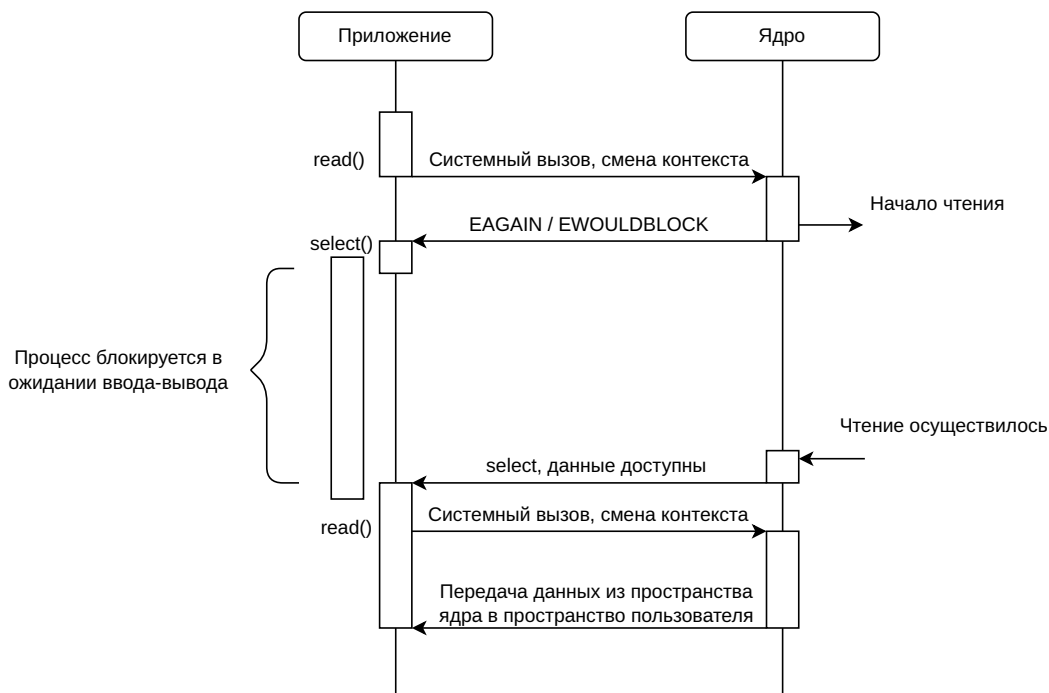 Приложение
Ядро
read()
Системный вызов, смена контекста
Начало чтения
EAGAIN / EWOULDBLOCK
select()
Процесс блокируется в
ожидании ввода-вывода
Чтение осуществилось
select, данные доступны
read()
Системный вызов, смена контекста
Передача данных из пространства
ядра в пространство пользователя